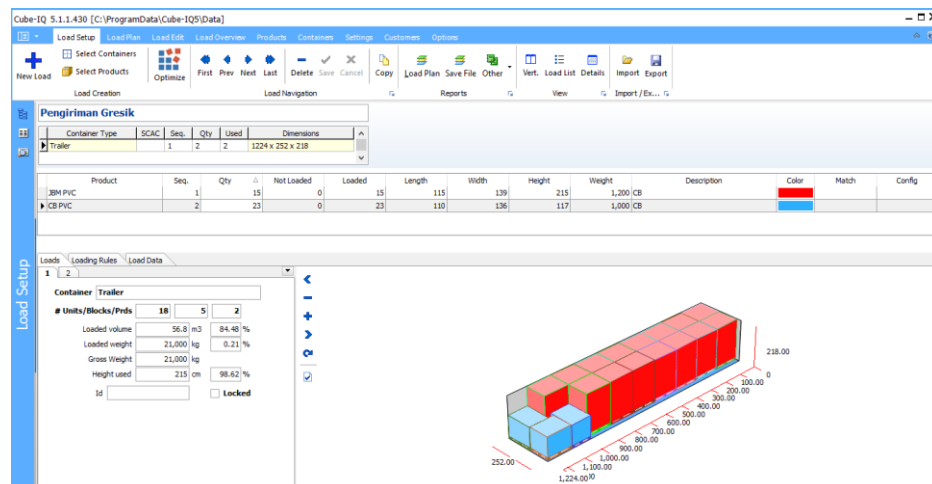 Cube-IQ 5.1.1.430 [C:\ProgramData\Cube-IQ5\Data]
Load Setup Load Plan Load Edit Load Overview Products Containers Settings Customers Options
New Load
Select Containers
Select Products
Optimize
First Prev Next Last
Delete Save Cancel
Copy
Load Plan Save File Other
Vert. Load List Details
Import Export
Load Creation Load Navigation Reports View Import /Ex...
Pengiriman Gresik
Container Type SCAC Seq. Qty Used Dimensions
Trailer 1 2 2 1224 x 252 x 218
Product Seq. Qty Not Loaded Loaded Length Width Height Weight Description Color Match Config
JBM PVC 1 15 0 15 115 139 215 1,200 CB
CB PVC 2 23 0 23 110 136 117 1,000 CB
Load Setup
Loads Loading Rules Load Data
1 2
Container Trailer
# Units/Blocks/Prds 18 5 2
Loaded volume 56.8 m3 84.48 %
Loaded weight 21,000 kg 0.21 %
Gross Weight 21,000 kg
Height used 215 cm 98.62 %
Id Locked
218.00
0
100.00
200.00
300.00
400.00
500.00
600.00
700.00
800.00
900.00
1,000.00
1,100.00
1,224.00
252.00